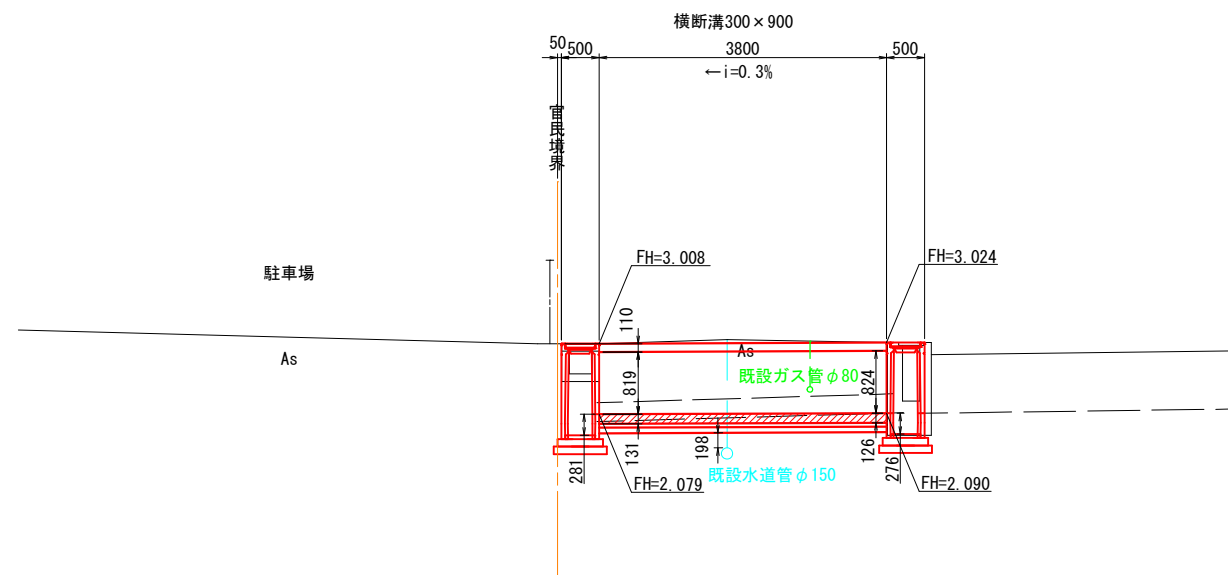 横断溝300×900
50
500
3800
500
←i=0.3%
官民境界
FH=3.008
FH=3.024
駐車場
110
As
As
既設ガス管φ80
819
824
281
131
198
126
276
既設水道管φ150
FH=2.079
FH=2.090